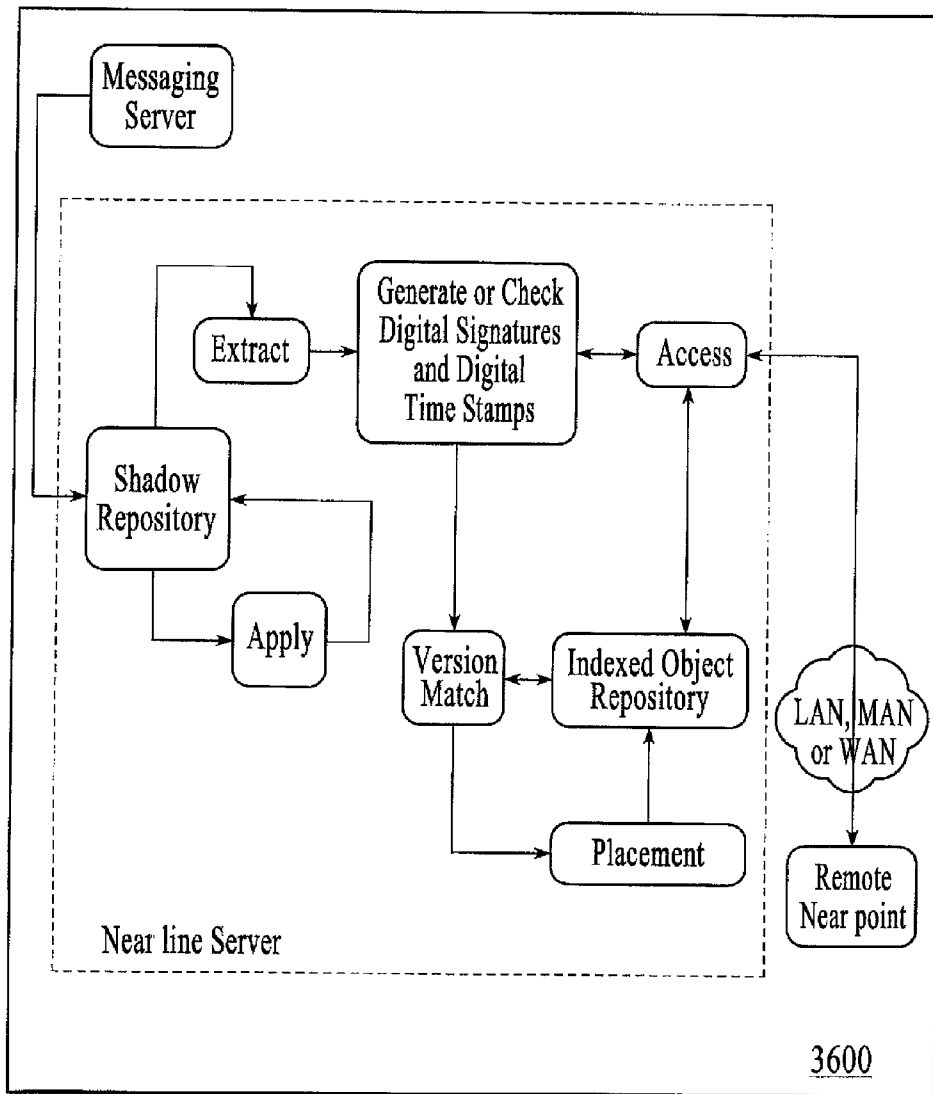 Messaging
Server
Generate or Check
Digital Signatures
and Digital
Time Stamps
Extract
Access
Shadow
Repository
Apply
Version
Match
Indexed Object
Repository
LAN, MAN
or WAN
Placement
Remote
Near point
Near line Server
3600